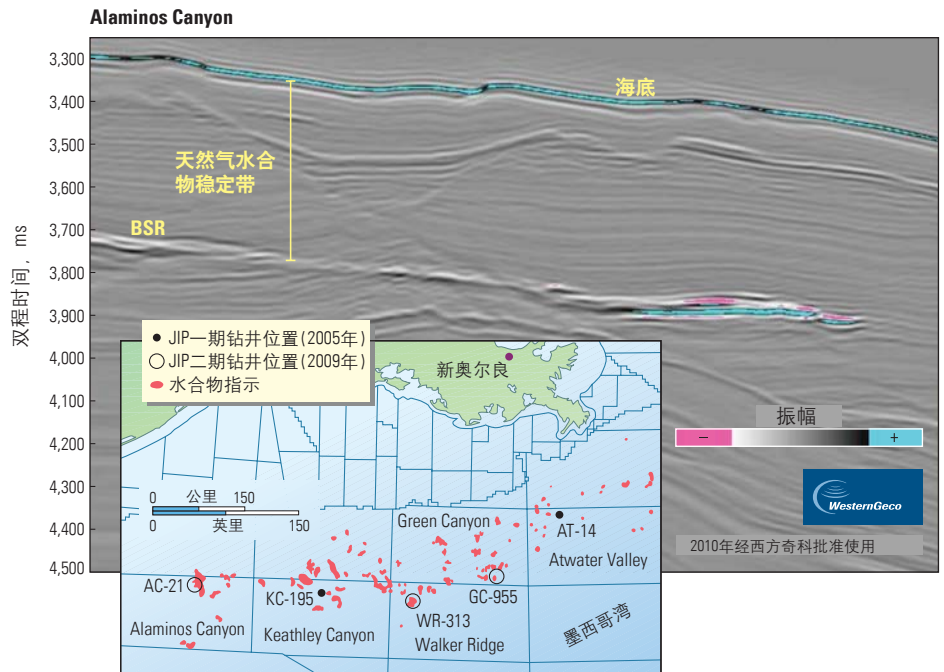 Alaminos Canyon
双程时间，ms
3,300
3,400
3,500
3,600
3,700
3,800
3,900
4,000
4,100
4,200
4,300
4,400
4,500
海底
天然气水合
物稳定带
BSR
JIP一期钻井位置(2005年)
JIP二期钻井位置(2009年)
水合物指示
新奥尔良
0 公里 150
0 英里 150
Green Canyon
AT-14
Atwater Valley
AC-21
KC-195
GC-955
WR-313
Alaminos Canyon
Keathley Canyon
Walker Ridge
墨西哥湾
振幅
− +
WesternGeco
2010年经西方奇科批准使用